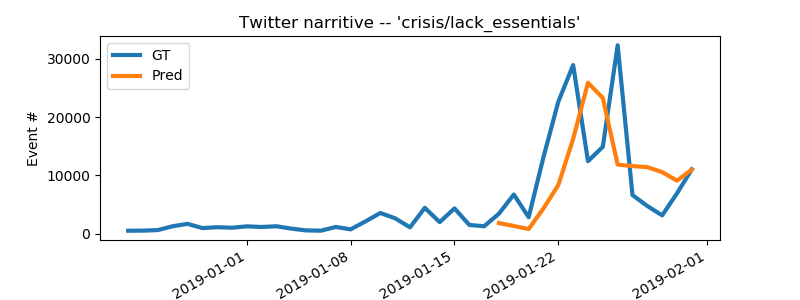 Twitter narritive -- 'crisis/lack_essentials'
GT
Pred
Event #
30000
20000
10000
0
2019-01-01
2019-01-08
2019-01-15
2019-01-22
2019-02-01